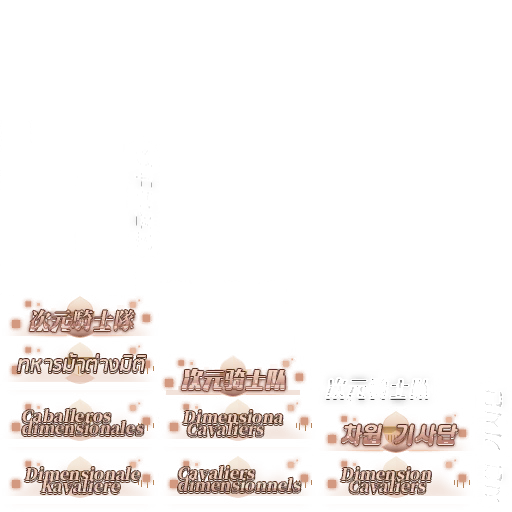 次元騎士隊
ทหารม้าต่างมิติ
次元骑士队
Caballeros
dimensionales
Dimensiona
Cavaliers
차원 기사단
Dimensionale
Kavaliere
Cavaliers
dimensionnels
Dimension
Cavaliers